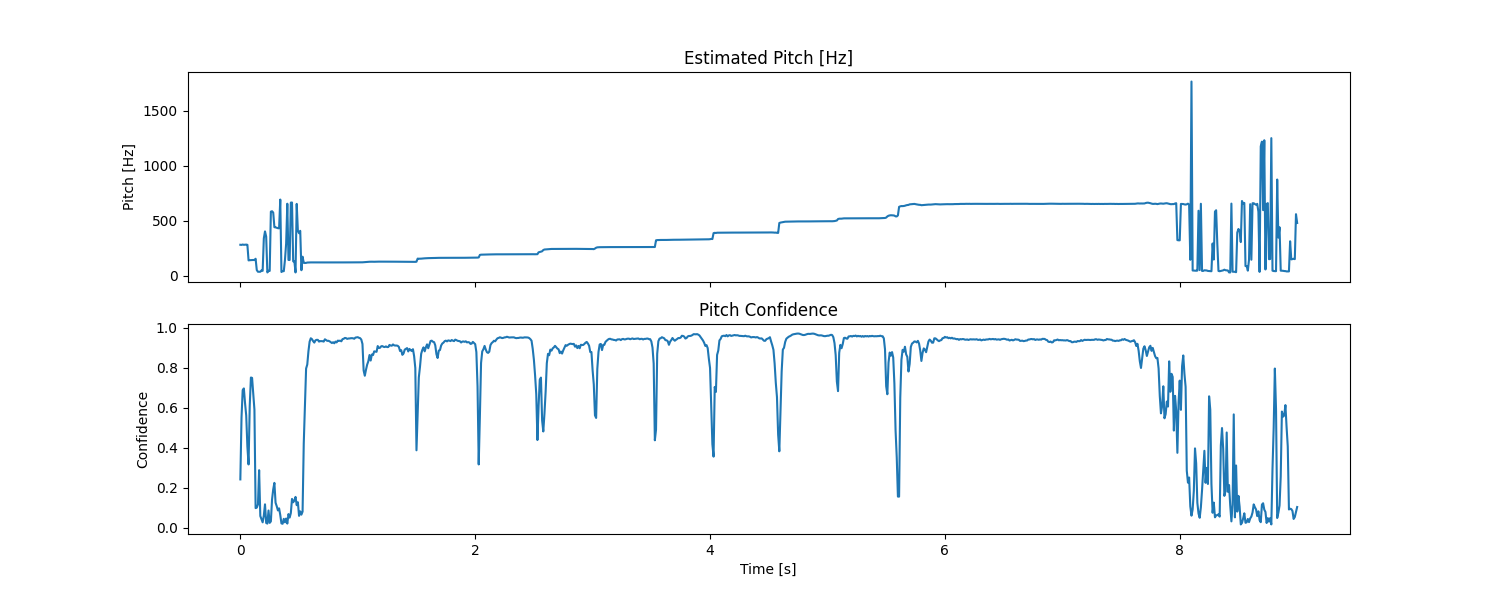 Estimated Pitch [Hz]
1500
1000
500
0
Pitch [Hz]
Pitch Confidence
1.0
0.8
0.6
0.4
0.2
0.0
Confidence
0 2 4 6 8
Time [s]